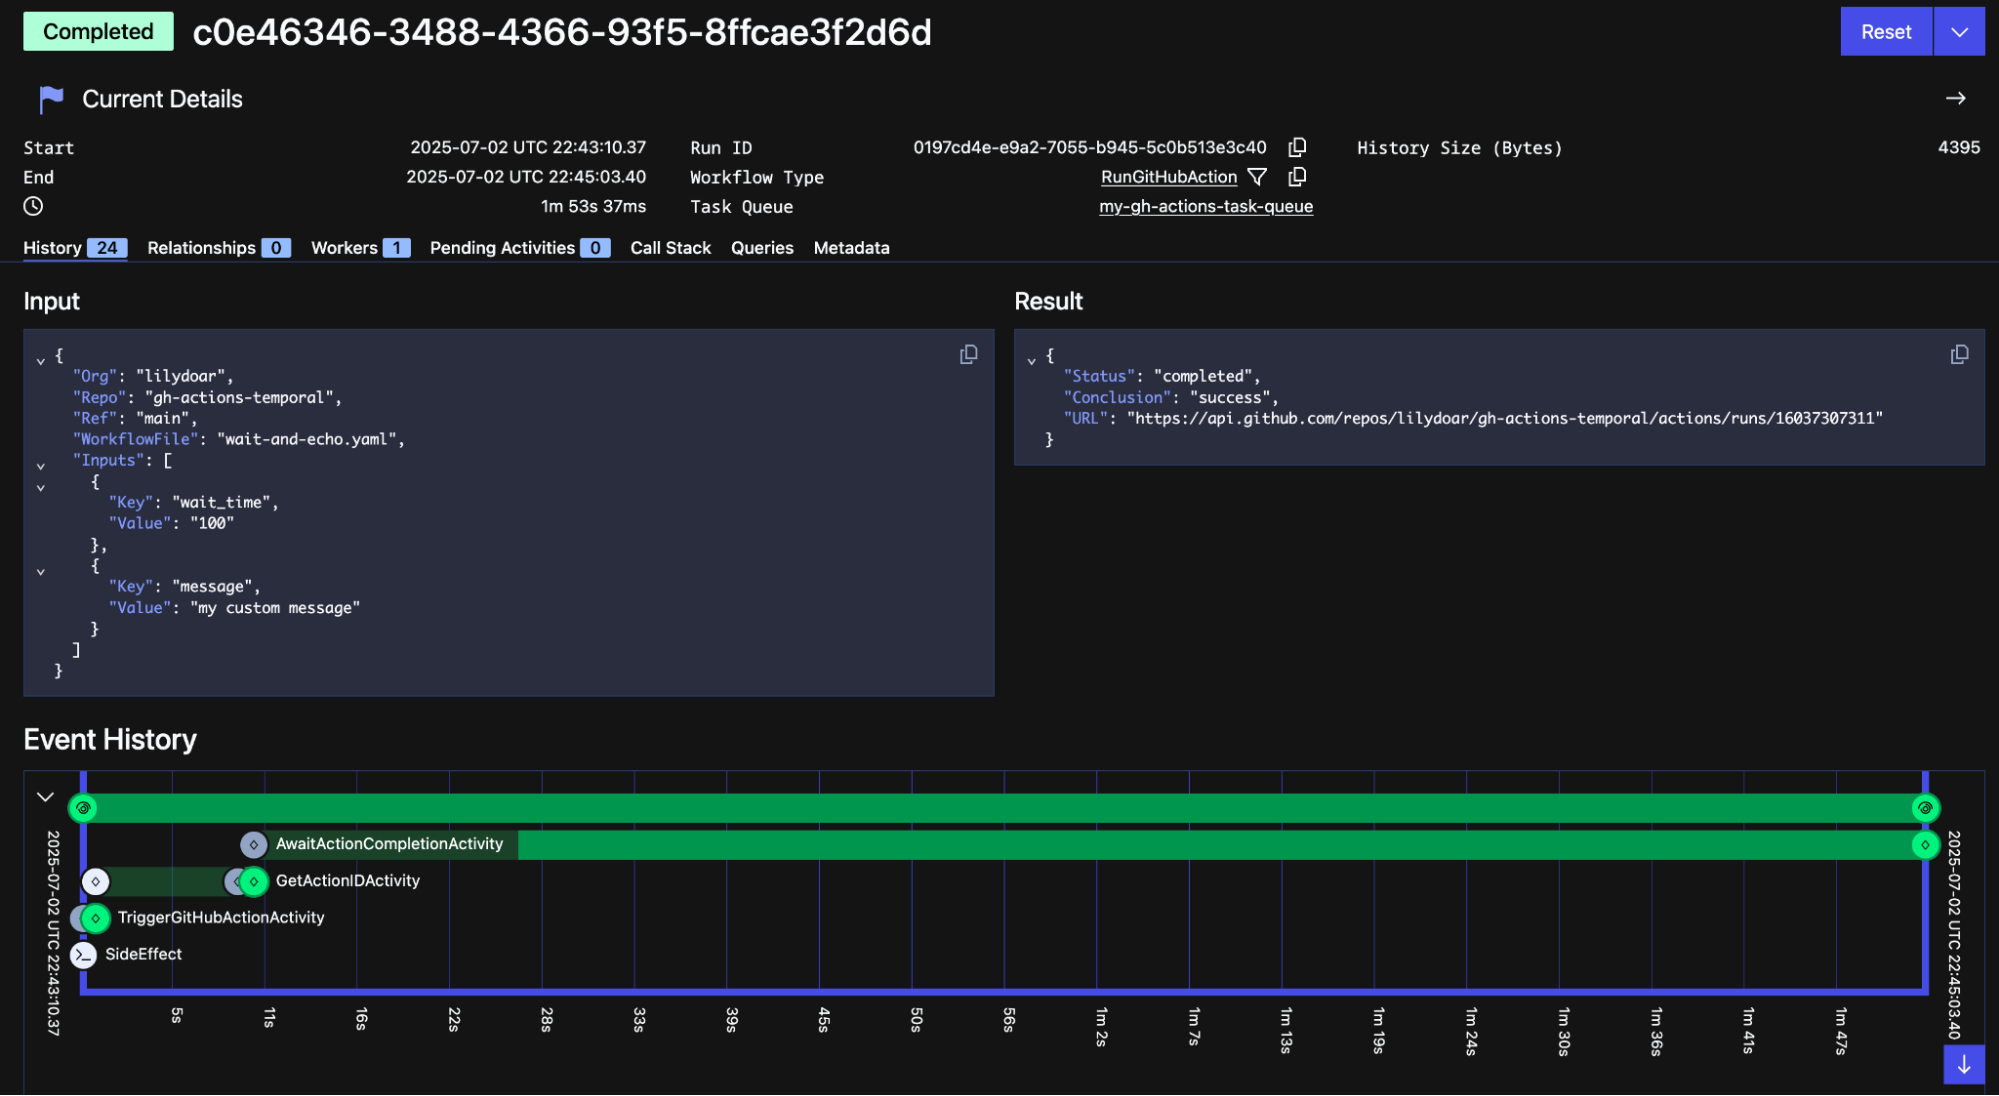 Completed c0e46346-3488-4366-93f5-8ffcae3f2d6d Reset
Current Details
Start 2025-07-02 UTC 22:43:10.37 Run ID 0197cd4e-e9a2-7055-b945-5c0b513e3c40 History Size (Bytes) 4395
End 2025-07-02 UTC 22:45:03.40 Workflow Type RunGitHubAction
1m 53s 37ms Task Queue my-gh-actions-task-queue
History 24 Relationships 0 Workers 1 Pending Activities 0 Call Stack Queries Metadata
Input
{
"Org": "lilydoar",
"Repo": "gh-actions-temporal",
"Ref": "main",
"WorkflowFile": "wait-and-echo.yaml",
"Inputs": [
{
"Key": "wait_time",
"Value": "100"
},
{
"Key": "message",
"Value": "my custom message"
}
]
}
Result
{
"Status": "completed",
"Conclusion": "success",
"URL": "https://api.github.com/repos/lilydoar/gh-actions-temporal/actions/runs/16037307311"
}
Event History
AwaitActionCompletionActivity
GetActionIDActivity
TriggerGitHubActionActivity
SideEffect
2025-07-02 UTC 22:43:10.37
2025-07-02 UTC 22:45:03.40
5s 11s 16s 22s 28s 33s 39s 45s 50s 56s 1m 2s 1m 7s 1m 13s 1m 19s 1m 24s 1m 30s 1m 36s 1m 41s 1m 47s